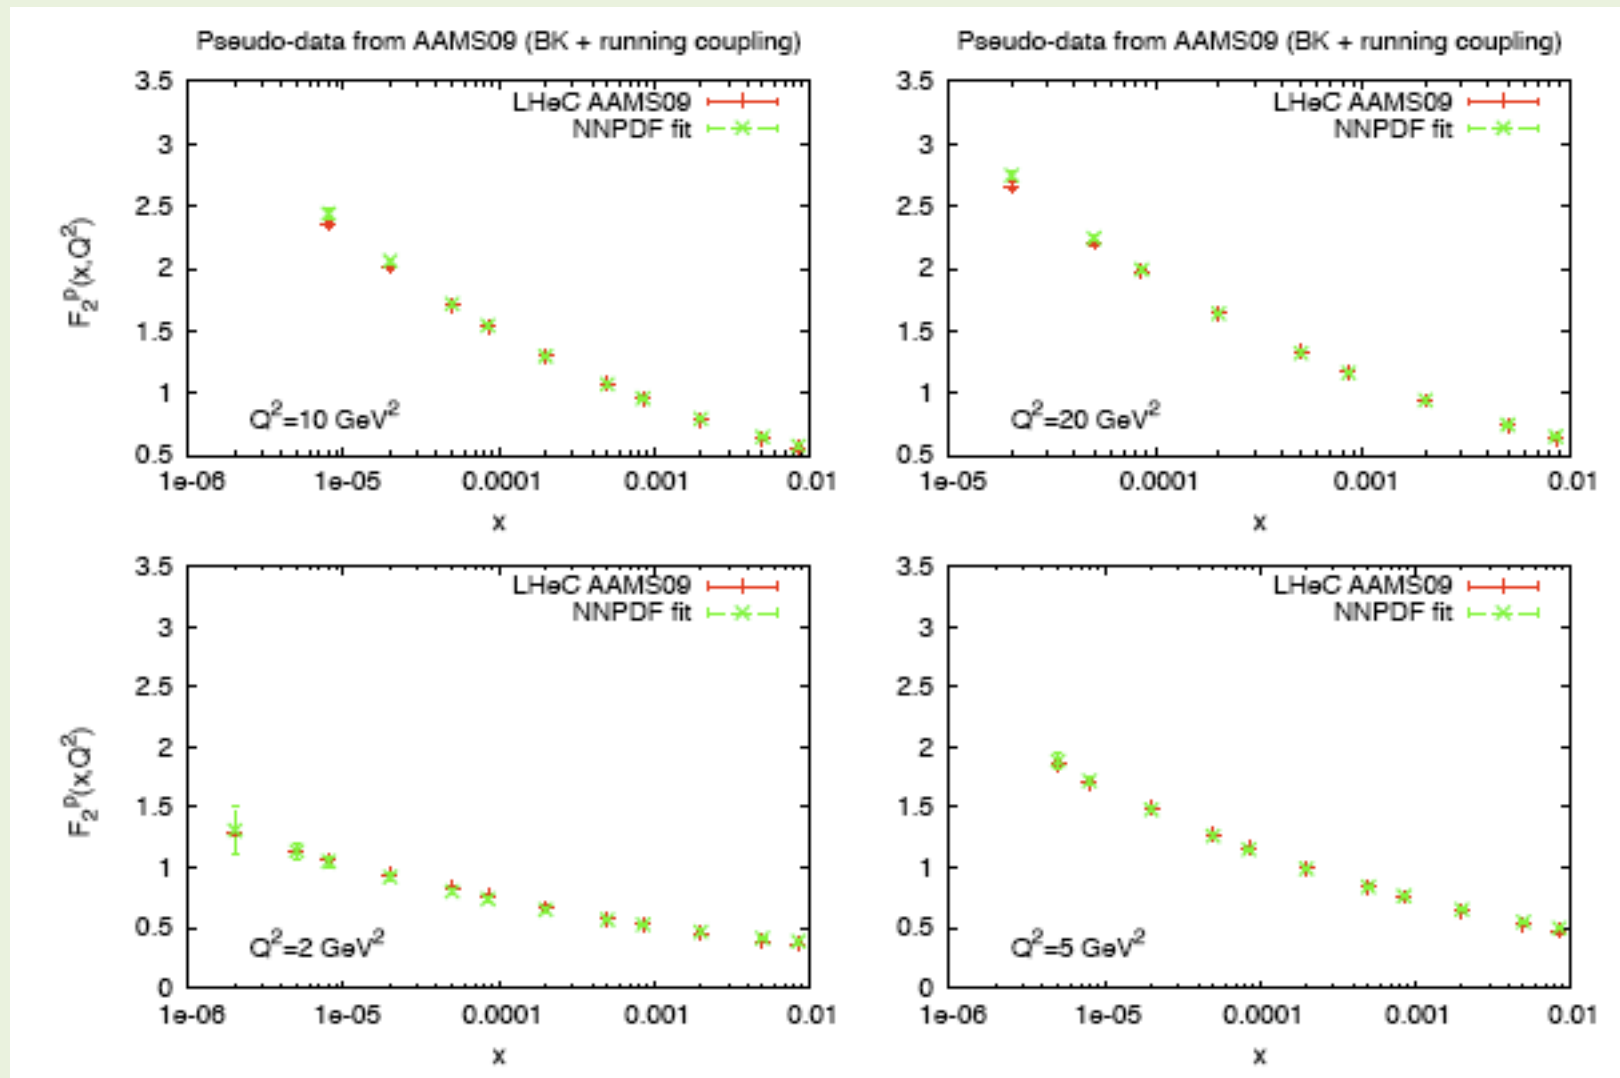 Pseudo-data from AAMS09 (BK + running coupling)
3.5
3
2.5
2
1.5
1
0.5
LHeC AAMS09
NNPDF fit
F₂ᵖ(x,Q²)
Q²=10 GeV²
1e-06 1e-05 0.0001 0.001 0.01
x
Pseudo-data from AAMS09 (BK + running coupling)
3.5
3
2.5
2
1.5
1
0.5
LHeC AAMS09
NNPDF fit
Q²=20 GeV²
1e-05 0.0001 0.001 0.01
x
3.5
3
2.5
2
1.5
1
0.5
0
LHeC AAMS09
NNPDF fit
F₂ᵖ(x,Q²)
Q²=2 GeV²
1e-06 1e-05 0.0001 0.001 0.01
x
3.5
3
2.5
2
1.5
1
0.5
0
LHeC AAMS09
NNPDF fit
Q²=5 GeV²
1e-06 1e-05 0.0001 0.001 0.01
x